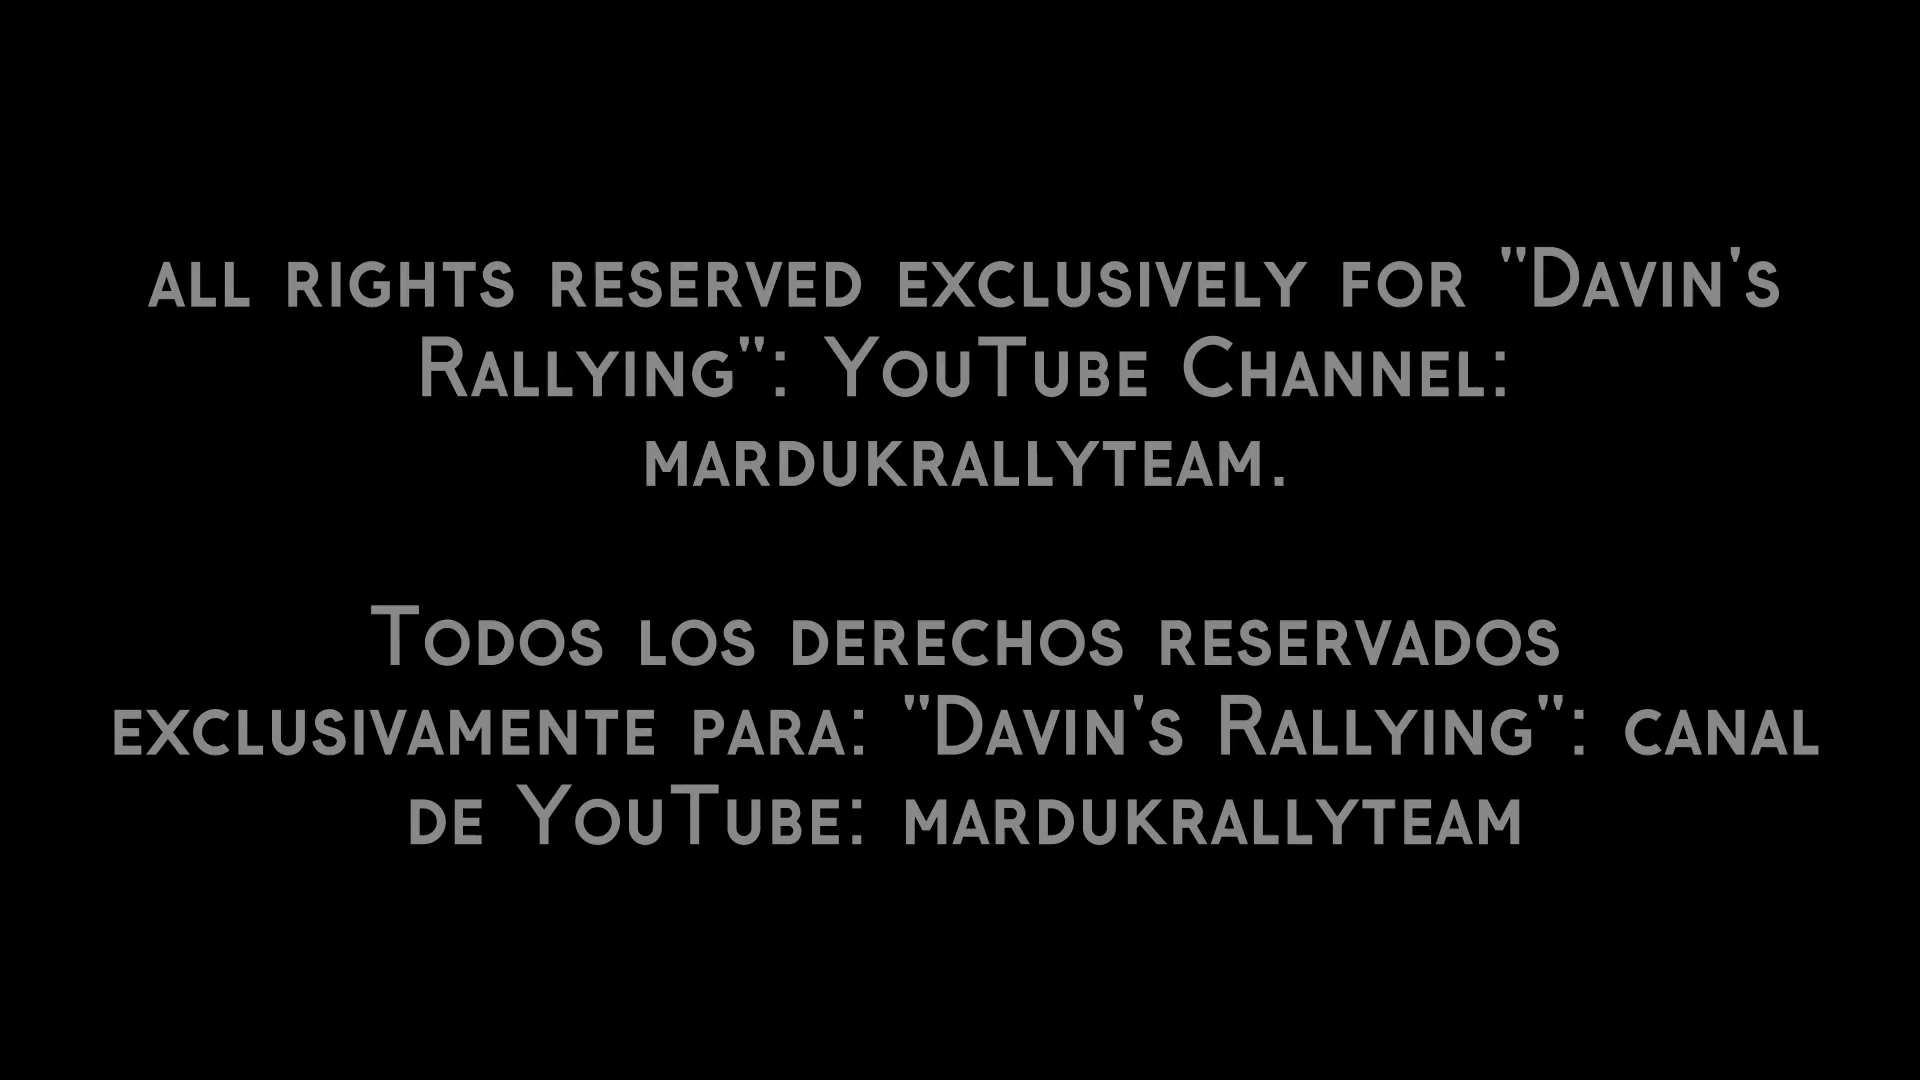 all rights reserved exclusively for "Davin's
Rallying": YouTube Channel:
mardukrallyteam.
Todos los derechos reservados
exclusivamente para: "Davin's Rallying": canal
de YouTube: mardukrallyteam